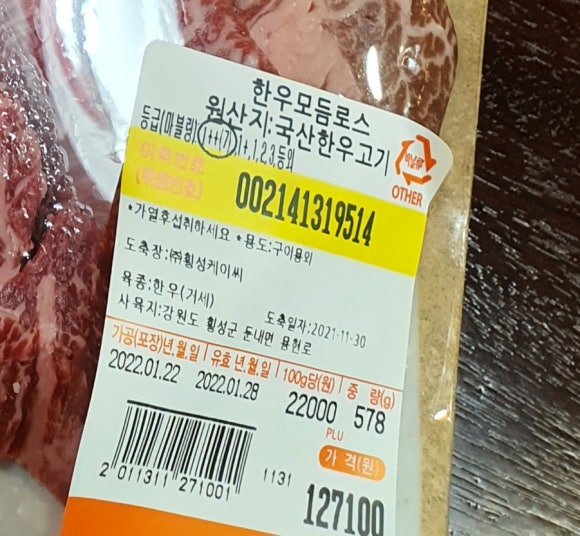 한우모듬로스
원산지:국산한우고기
등급(마블링) 1++(7) 1+,1,2,3,등외
비닐류
OTHER
이력번호
(묶음번호)
002141319514
*가열후섭취하세요 *용도:구이용외
도축장:㈜횡성케이씨
육종:한우(거세)
도축일자:2021-11-30
사육지:강원도 횡성군 둔내면 용현로
가공(포장)년,월,일 유효 년,월,일 100g당(원) 중 량(g)
2022.01.22 2022.01.28 22000 578
PLU
가 격(원)
2 011311 271001 1131
127100